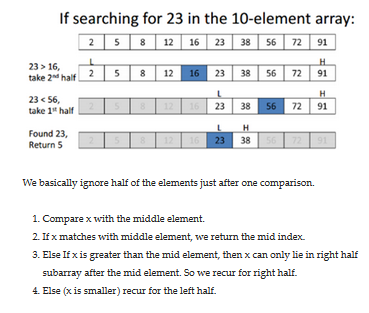 If searching for 23 in the 10-element array:
2 5 8 12 16 23 38 56 72 91
L H
23 > 16,
take 2nd half
2 5 8 12 16 23 38 56 72 91
L H
23 < 56,
take 1st half
2 5 8 12 16 23 38 56 72 91
L H
Found 23,
Return 5
2 5 8 12 16 23 38 56 72 91
We basically ignore half of the elements just after one comparison.
1. Compare x with the middle element.
2. If x matches with middle element, we return the mid index.
3. Else If x is greater than the mid element, then x can only lie in right half
subarray after the mid element. So we recur for right half.
4. Else (x is smaller) recur for the left half.